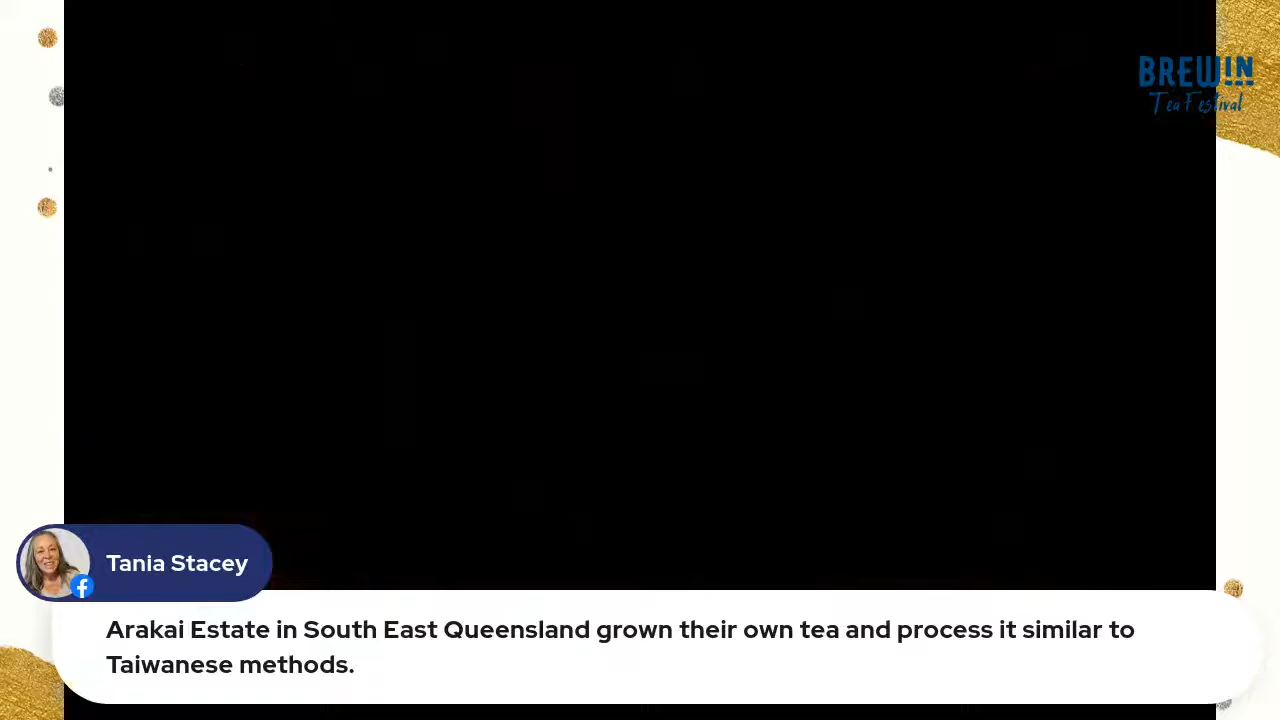 BREW!N
Tea Festival
Tania Stacey
Arakai Estate in South East Queensland grown their own tea and process it similar to
Taiwanese methods.